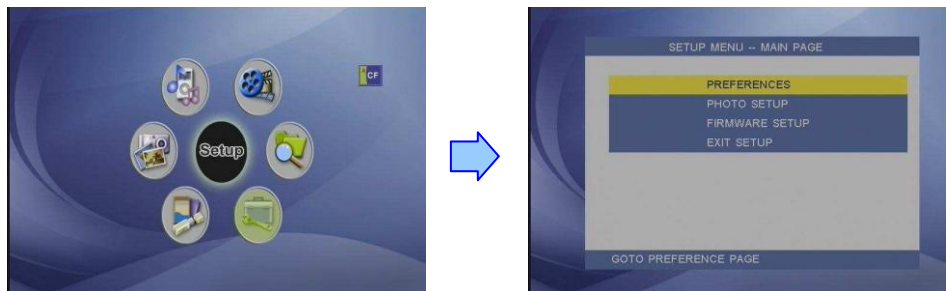 Setup
CF
SETUP MENU -- MAIN PAGE
PREFERENCES
PHOTO SETUP
FIRMWARE SETUP
EXIT SETUP
GOTO PREFERENCE PAGE